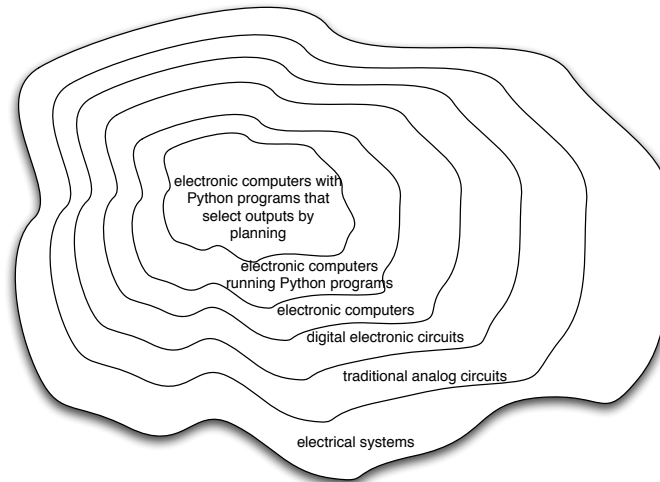 electronic computers with
Python programs that
select outputs by
planning
electronic computers
running Python programs
electronic computers
digital electronic circuits
traditional analog circuits
electrical systems